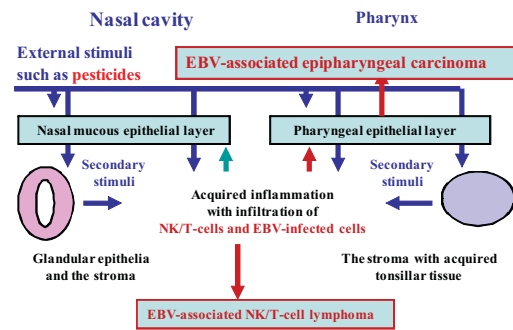 Nasal cavity
Pharynx
External stimuli
such as pesticides
EBV-associated epipharyngeal carcinoma
Nasal mucous epithelial layer
Pharyngeal epithelial layer
Secondary
stimuli
Secondary
stimuli
Acquired inflammation
with infiltration of
NK/T-cells and EBV-infected cells
Glandular epithelia
and the stroma
The stroma with acquired
tonsillar tissue
EBV-associated NK/T-cell lymphoma